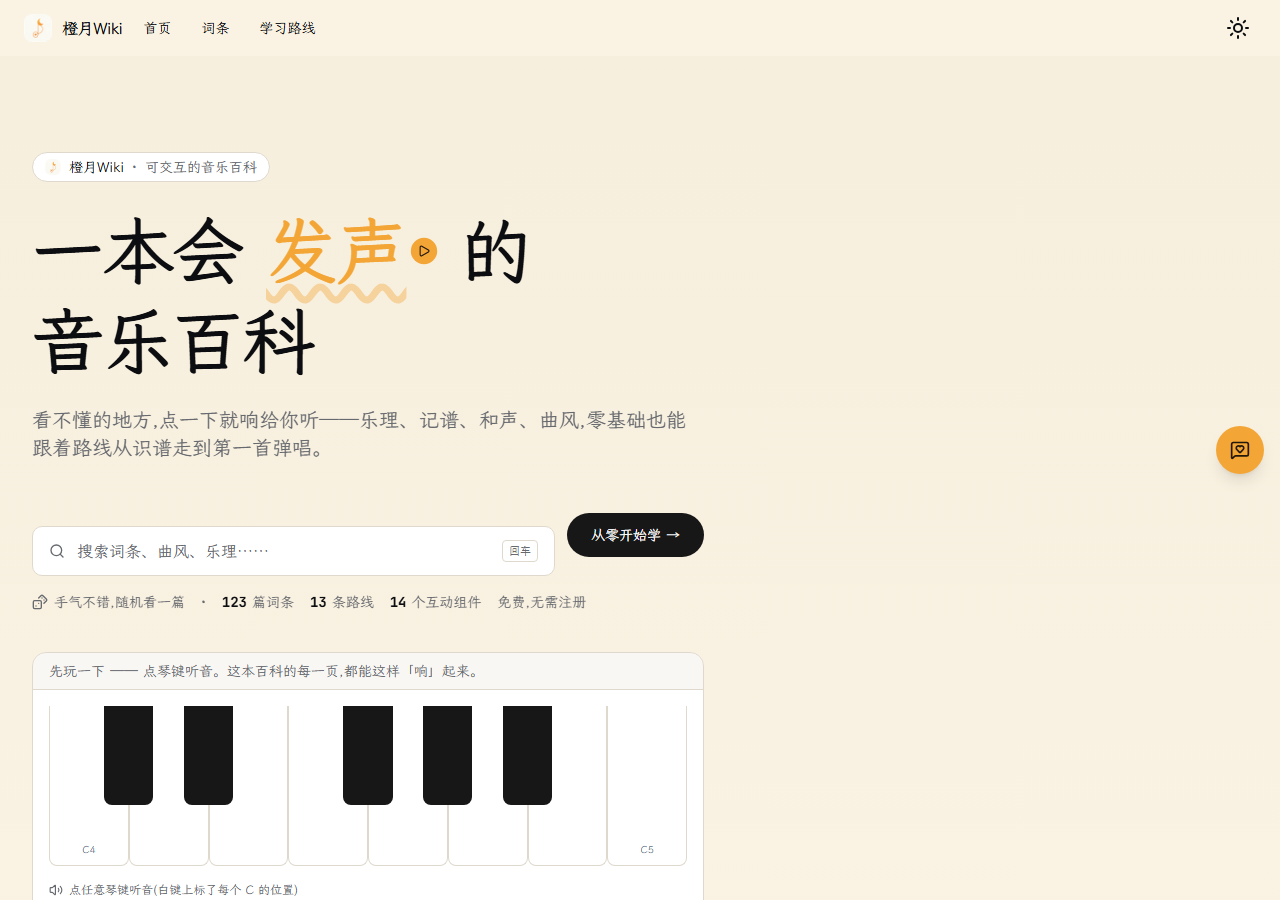 橙月Wiki 首页 词条 学习路线
橙月Wiki · 可交互的音乐百科
一本会 发声 的
音乐百科
看不懂的地方,点一下就响给你听——乐理、记谱、和声、曲风,零基础也能
跟着路线从识谱走到第一首弹唱。
搜索词条、曲风、乐理…… 回车 从零开始学 →
手气不错,随机看一篇 · 123 篇词条 13 条路线 14 个互动组件 免费,无需注册
先玩一下 —— 点琴键听音。这本百科的每一页,都能这样「响」起来。
C4 C5
点任意琴键听音(白键上标了每个 C 的位置)